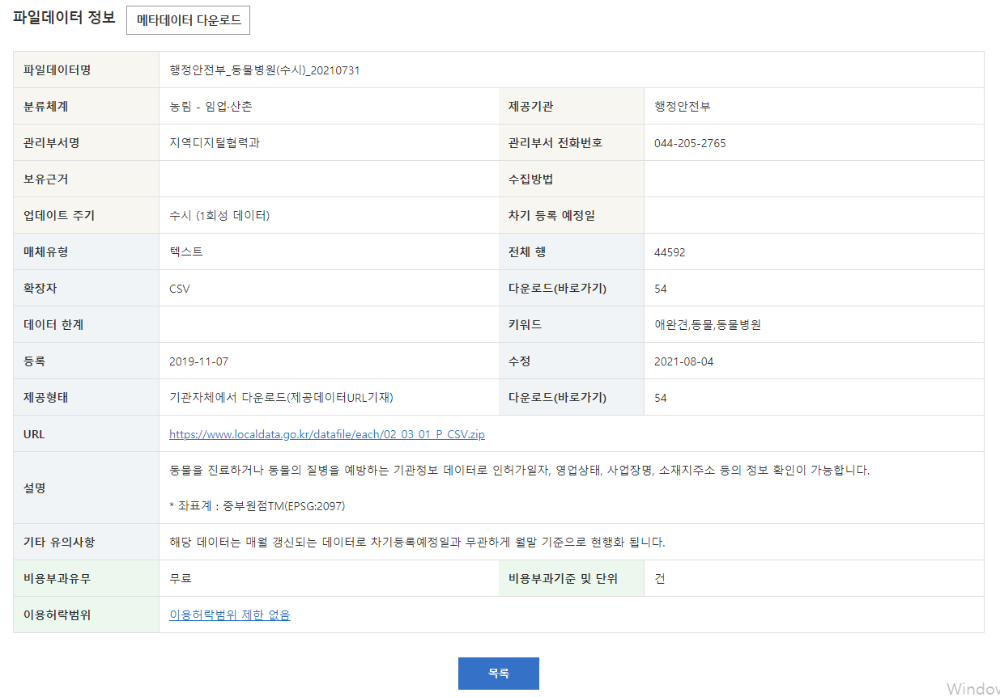 파일데이터 정보 메타데이터 다운로드
파일데이터명 행정안전부_동물병원(수시)_20210731
분류체계 농림 - 임업·산촌 제공기관 행정안전부
관리부서명 지역디지털협력과 관리부서 전화번호 044-205-2765
보유근거 수집방법
업데이트 주기 수시 (1회성 데이터) 차기 등록 예정일
매체유형 텍스트 전체 행 44592
확장자 CSV 다운로드(바로가기) 54
데이터 한계 키워드 애완견,동물,동물병원
등록 2019-11-07 수정 2021-08-04
제공형태 기관자체에서 다운로드(제공데이터URL기재) 다운로드(바로가기) 54
URL https://www.localdata.go.kr/datafile/each/02_03_01_P_CSV.zip
설명 동물을 진료하거나 동물의 질병을 예방하는 기관정보 데이터로 인허가일자, 영업상태, 사업장명, 소재지주소 등의 정보 확인이 가능합니다.
* 좌표계 : 중부원점TM(EPSG:2097)
기타 유의사항 해당 데이터는 매월 갱신되는 데이터로 차기등록예정일과 무관하게 월말 기준으로 현행화 됩니다.
비용부과유무 무료 비용부과기준 및 단위 건
이용허락범위 이용허락범위 제한 없음
목록